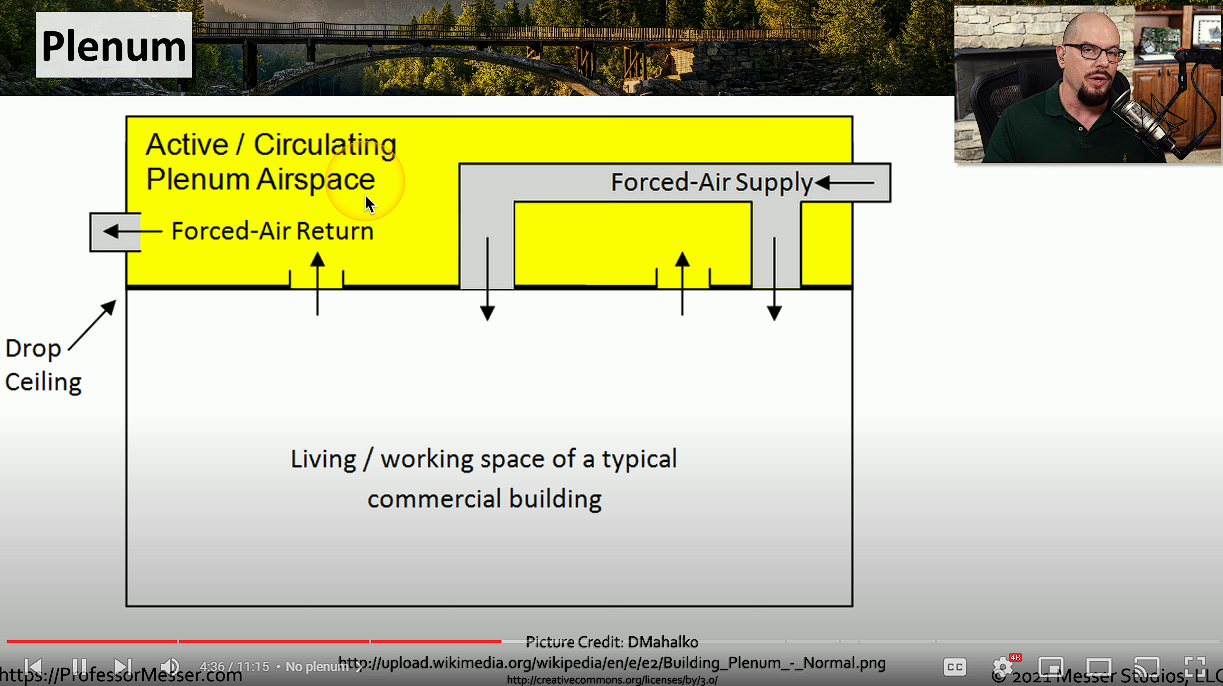 Plenum
Active / Circulating
Plenum Airspace
Forced-Air Supply
Forced-Air Return
Drop
Ceiling
Living / working space of a typical
commercial building
Picture Credit: DMahalko
4:36 / 11:15 • No plenum
http://upload.wikimedia.org/wikipedia/en/e/e2/Building_Plenum_-_Normal.png
CC
4K
https://ProfessorMesser.com
http://creativecommons.org/licenses/by/3.0/
© 2021 Messer Studios, LLC